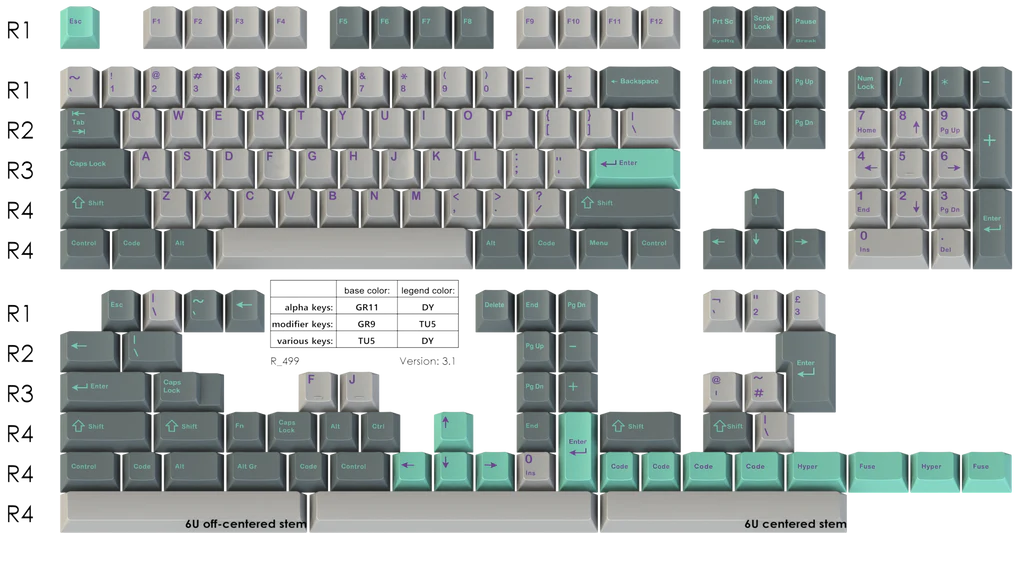 R1 Esc F1 F2 F3 F4 F5 F6 F7 F8 F9 F10 F11 F12 Prt Sc SysRq Scroll Lock Pause Break
R1 ~ ` ! 1 @ 2 # 3 $ 4 % 5 ^ 6 & 7 * 8 ( 9 ) 0 _ - + = ← Backspace Insert Home Pg Up Num Lock / * -
R2 Tab Q W E R T Y U I O P { [ } ] | \ Delete End Pg Dn 7 Home 8 ↑ 9 Pg Up +
R3 Caps Lock A S D F G H J K L : ; " ' Enter 4 ← 5 6 →
R4 Shift Z X C V B N M < , > . ? / Shift ↑ 1 End 2 ↓ 3 Pg Dn Enter
R4 Control Code Alt Alt Code Menu Control ← ↓ → 0 Ins . Del
base color: legend color:
alpha keys: GR11 DY
modifier keys: GR9 TU5
various keys: TU5 DY
R_499 Version: 3.1
R1 Esc | \ ~ ` ← Delete End Pg Dn ¬ ` " 2 £ 3
R2 ← | \ Pg Up - Enter
R3 Enter Caps Lock F J Pg Dn + @ ' ~ #
R4 Shift Shift Fn Caps Lock Alt Ctrl ↑ End Enter Shift Shift | \
R4 Control Code Alt Alt Gr Code Control ← ↓ → 0 Ins Code Code Code Code Hyper Fuse Hyper Fuse
R4 6U off-centered stem 6U centered stem